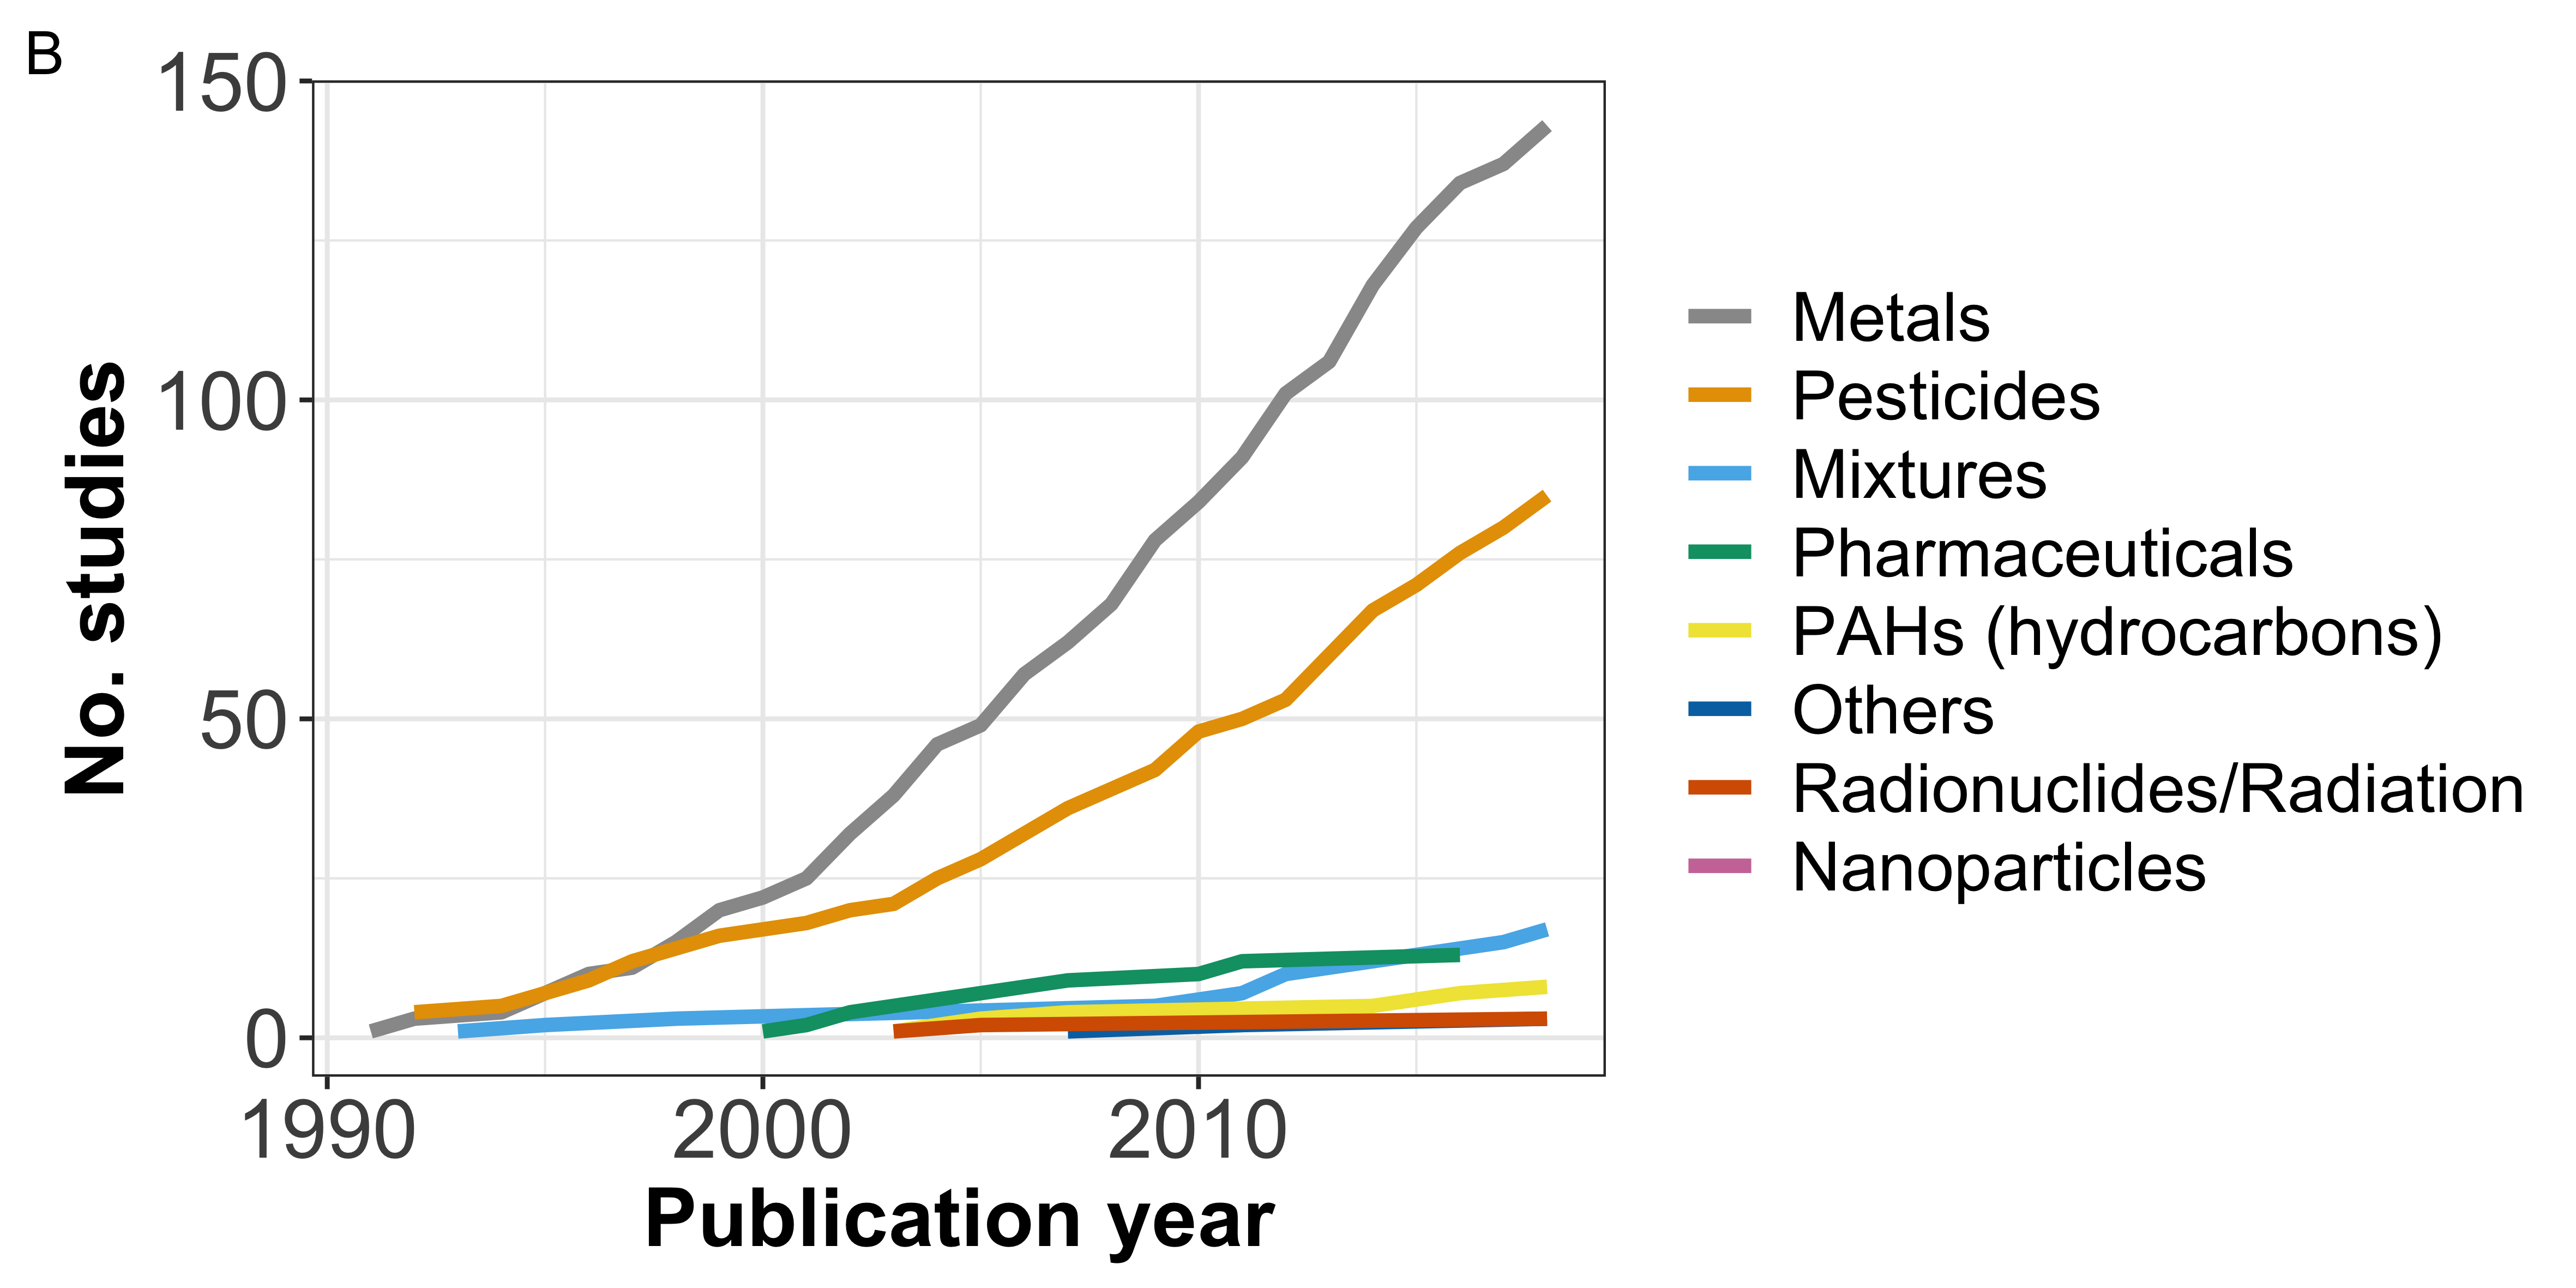 B
150
100
50
0
No. studies
1990 2000 2010
Publication year
Metals
Pesticides
Mixtures
Pharmaceuticals
PAHs (hydrocarbons)
Others
Radionuclides/Radiation
Nanoparticles